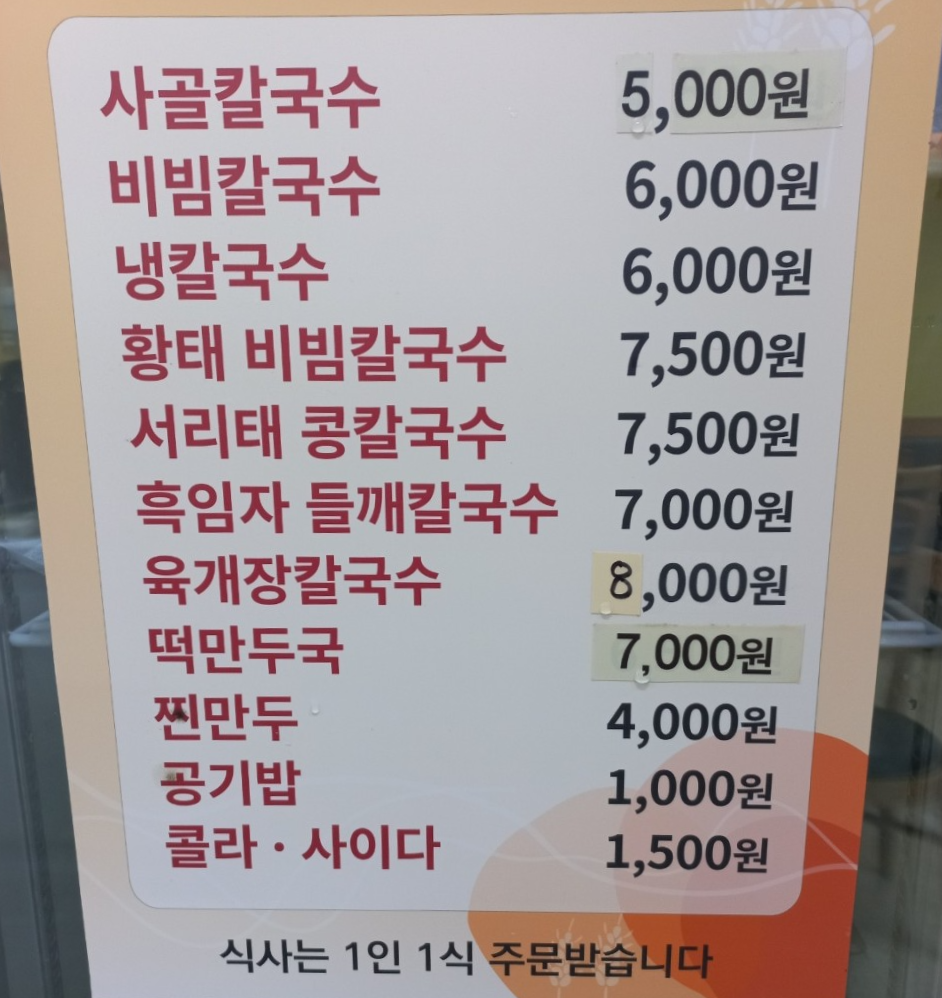 사골칼국수 5,000원
비빔칼국수 6,000원
냉칼국수 6,000원
황태 비빔칼국수 7,500원
서리태 콩칼국수 7,500원
흑임자 들깨칼국수 7,000원
육개장칼국수 8,000원
떡만두국 7,000원
찐만두 4,000원
공기밥 1,000원
콜라 · 사이다 1,500원
식사는 1인 1식 주문받습니다